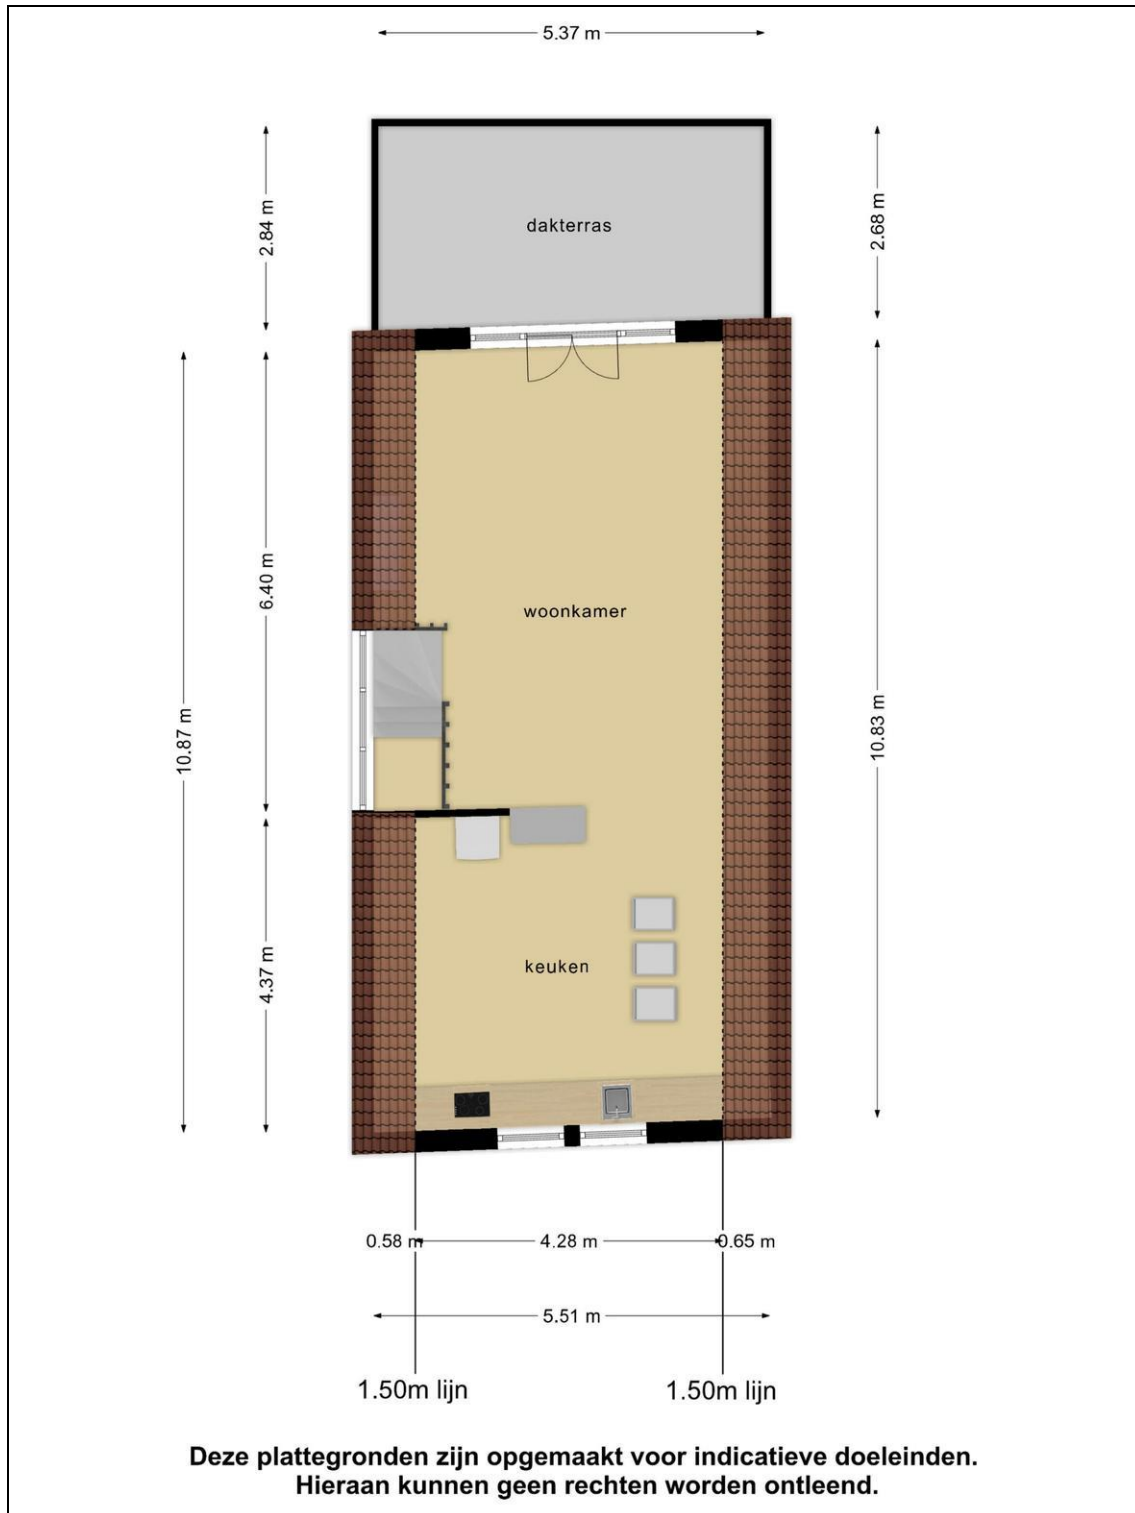 5.37 m
2.84 m
2.68 m
dakterras
6.40 m
woonkamer
10.87 m
10.83 m
4.37 m
keuken
0.58 m
4.28 m
0.65 m
5.51 m
1.50m lijn
1.50m lijn
Deze plattegronden zijn opgemaakt voor indicatieve doeleinden.
Hieraan kunnen geen rechten worden ontleend.